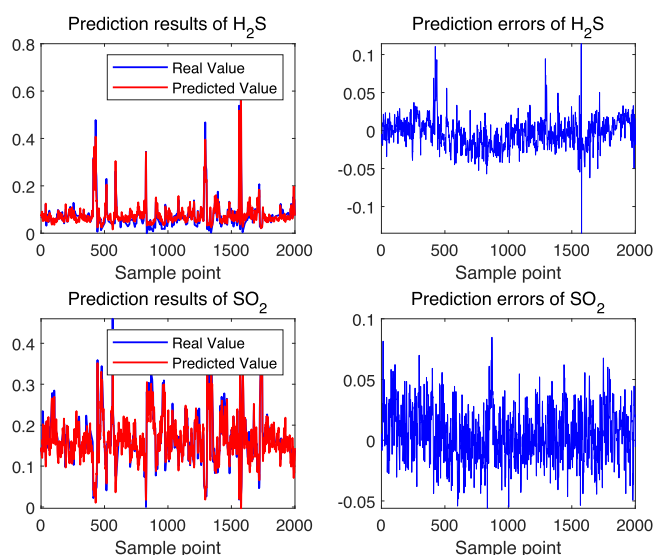 Prediction results of H₂S
0.8
0.6
0.4
0.2
0
Real Value
Predicted Value
0 500 1000 1500 2000
Sample point
Prediction errors of H₂S
0.1
0.05
0
-0.05
-0.1
0 500 1000 1500 2000
Sample point
Prediction results of SO₂
0.4
0.3
0.2
0.1
0
Real Value
Predicted Value
0 500 1000 1500 2000
Sample point
Prediction errors of SO₂
0.1
0.05
0
-0.05
0 500 1000 1500 2000
Sample point